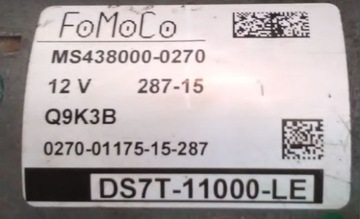 FoMoCo
MS438000-0270
12 V 287-15
Q9K3B
0270-01175-15-287
DS7T-11000-LE